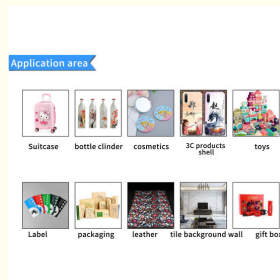 Application area
Suitcase
bottle clinder
cosmetics
3C products
shell
toys
Label
packaging
leather
tile background wall
gift box